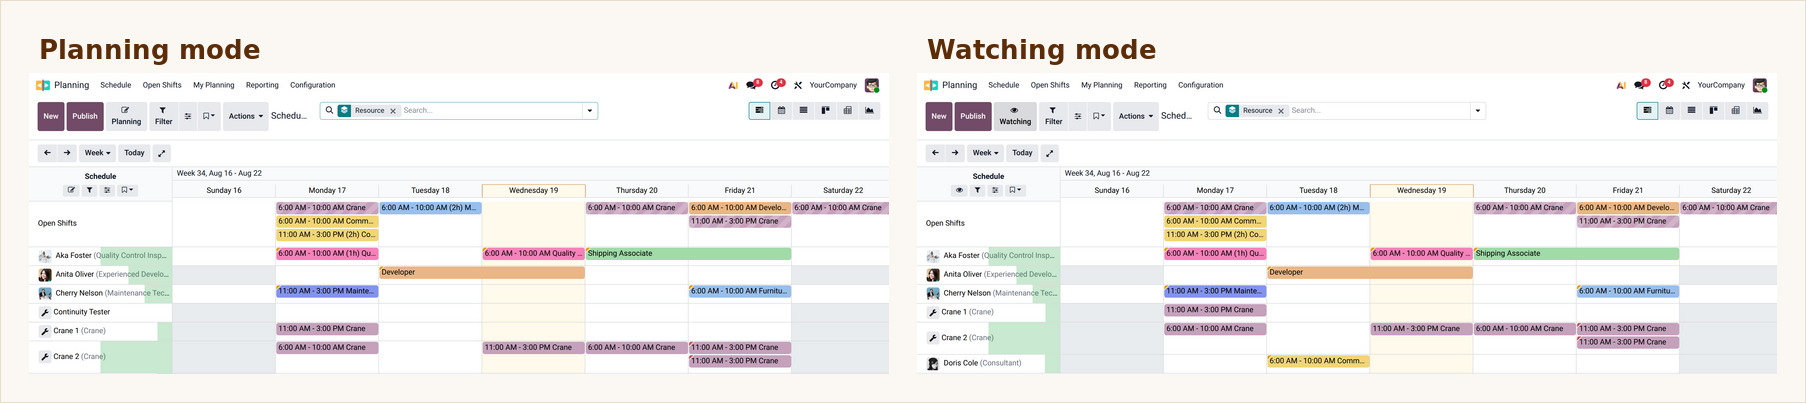 Planning mode
Planning Schedule Open Shifts My Planning Reporting Configuration AI 8 4 YourCompany
New Publish Planning Filter Actions Schedu... Resource × Search...
Week Today
Schedule
Week 34, Aug 16 - Aug 22
Sunday 16 Monday 17 Tuesday 18 Wednesday 19 Thursday 20 Friday 21 Saturday 22
Open Shifts
6:00 AM - 10:00 AM Crane 6:00 AM - 10:00 AM (2h) M... 6:00 AM - 10:00 AM Crane 6:00 AM - 10:00 AM Develo... 6:00 AM - 10:00 AM Crane
6:00 AM - 10:00 AM Comm... 11:00 AM - 3:00 PM Crane
11:00 AM - 3:00 PM (2h) Co...
Aka Foster (Quality Control Insp... 6:00 AM - 10:00 AM (1h) Qu... 6:00 AM - 10:00 AM Quality ... Shipping Associate
Anita Oliver (Experienced Develo... Developer
Cherry Nelson (Maintenance Tec... 11:00 AM - 3:00 PM Mainte... 6:00 AM - 10:00 AM Furnitu...
Continuity Tester
Crane 1 (Crane) 11:00 AM - 3:00 PM Crane
Crane 2 (Crane) 6:00 AM - 10:00 AM Crane 11:00 AM - 3:00 PM Crane 6:00 AM - 10:00 AM Crane 11:00 AM - 3:00 PM Crane
11:00 AM - 3:00 PM Crane
Watching mode
Planning Schedule Open Shifts My Planning Reporting Configuration AI 8 4 YourCompany
New Publish Watching Filter Actions Sched... Resource × Search...
Week Today
Schedule
Week 34, Aug 16 - Aug 22
Sunday 16 Monday 17 Tuesday 18 Wednesday 19 Thursday 20 Friday 21 Saturday 22
Open Shifts
6:00 AM - 10:00 AM Crane 6:00 AM - 10:00 AM (2h) M... 6:00 AM - 10:00 AM Crane 6:00 AM - 10:00 AM Develo... 6:00 AM - 10:00 AM Crane
6:00 AM - 10:00 AM Comm... 11:00 AM - 3:00 PM Crane
11:00 AM - 3:00 PM (2h) Co...
Aka Foster (Quality Control Insp... 6:00 AM - 10:00 AM (1h) Qu... 6:00 AM - 10:00 AM Quality ... Shipping Associate
Anita Oliver (Experienced Develo... Developer
Cherry Nelson (Maintenance Tec... 11:00 AM - 3:00 PM Mainte... 6:00 AM - 10:00 AM Furnitu...
Crane 1 (Crane) 11:00 AM - 3:00 PM Crane
Crane 2 (Crane) 6:00 AM - 10:00 AM Crane 11:00 AM - 3:00 PM Crane 6:00 AM - 10:00 AM Crane 11:00 AM - 3:00 PM Crane
11:00 AM - 3:00 PM Crane
Doris Cole (Consultant) 6:00 AM - 10:00 AM Comm...